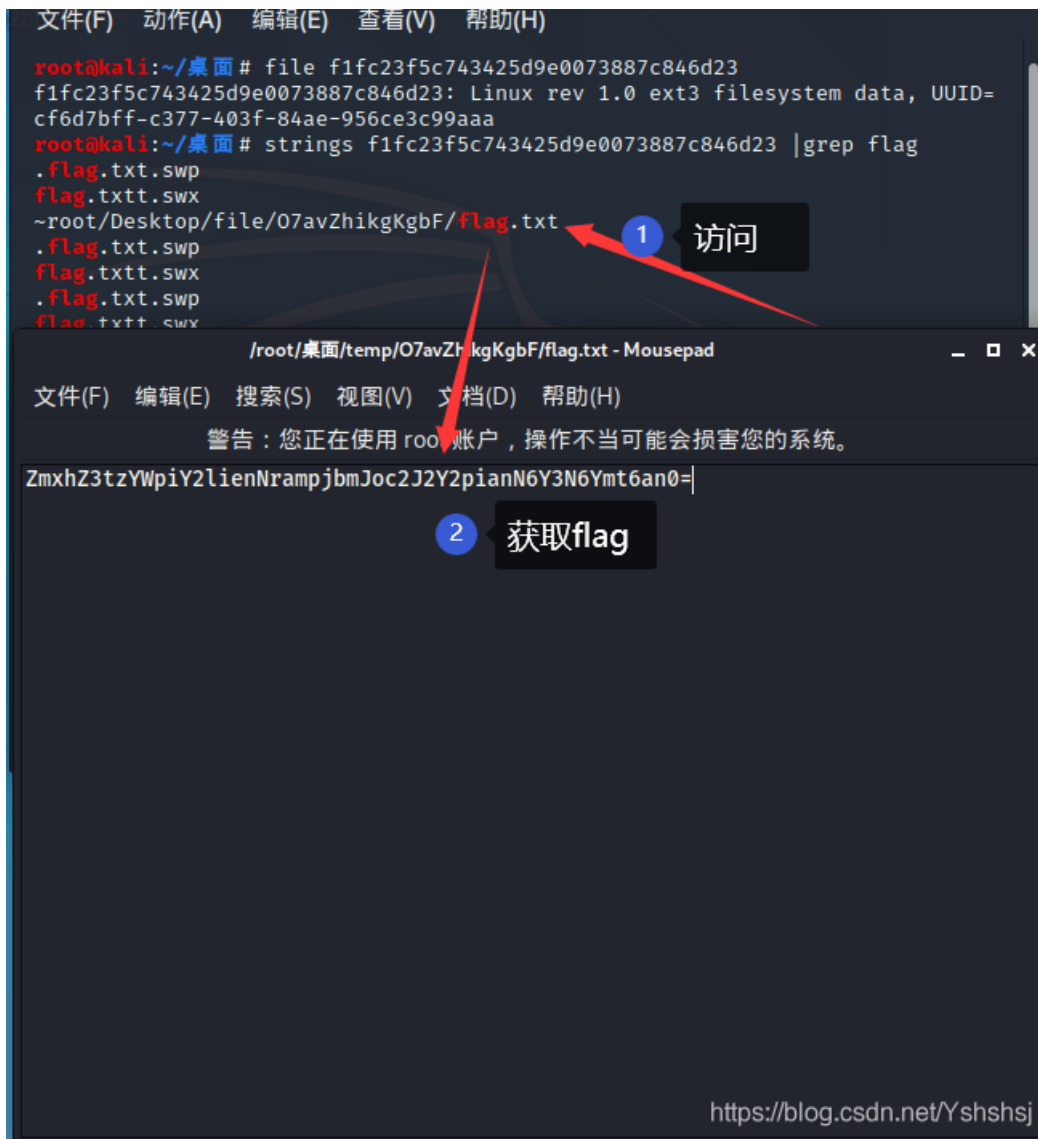 文件(F) 动作(A) 编辑(E) 查看(V) 帮助(H)
root@kali:~/桌面# file f1fc23f5c743425d9e0073887c846d23
f1fc23f5c743425d9e0073887c846d23: Linux rev 1.0 ext3 filesystem data, UUID=
cf6d7bff-c377-403f-84ae-956ce3c99aaa
root@kali:~/桌面# strings f1fc23f5c743425d9e0073887c846d23 |grep flag
.flag.txt.swp
flag.txtt.swx
~root/Desktop/file/O7avZhikgKgbF/flag.txt
1 访问
.flag.txt.swp
flag.txtt.swx
.flag.txt.swp
flag.txtt.swx
/root/桌面/temp/O7avZhikgKgbF/flag.txt - Mousepad
文件(F) 编辑(E) 搜索(S) 视图(V) 文档(D) 帮助(H)
警告：您正在使用 root 账户，操作不当可能会损害您的系统。
ZmxhZ3tzYWpiY2lienNrampjbmJoc2J2Y2pianN6Y3N6Ymt6an0=
2 获取flag
https://blog.csdn.net/Yshshsj